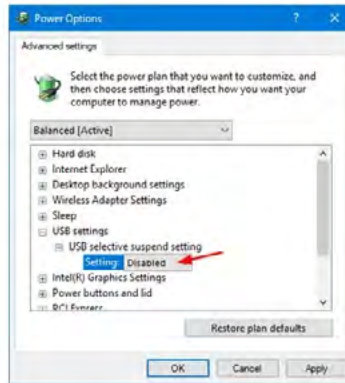 Power Options
Advanced settings
Select the power plan that you want to customize, and
then choose settings that reflect how you want your
computer to manage power.
Balanced [Active]
Hard disk
Internet Explorer
Desktop background settings
Wireless Adapter Settings
Sleep
USB settings
USB selective suspend setting
Setting: Disabled
Intel(R) Graphics Settings
Power buttons and lid
PCI Express
Restore plan defaults
OK Cancel Apply